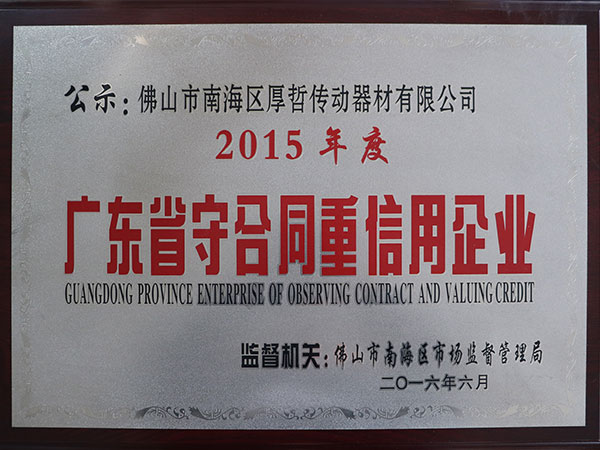 公示：佛山市南海区厚哲传动器材有限公司
2015年度
广东省守合同重信用企业
GUANGDONG PROVINCE ENTERPRISE OF OBSERVING CONTRACT AND VALUING CREDIT
监督机关：佛山市南海区市场监督管理局
二〇一六年六月